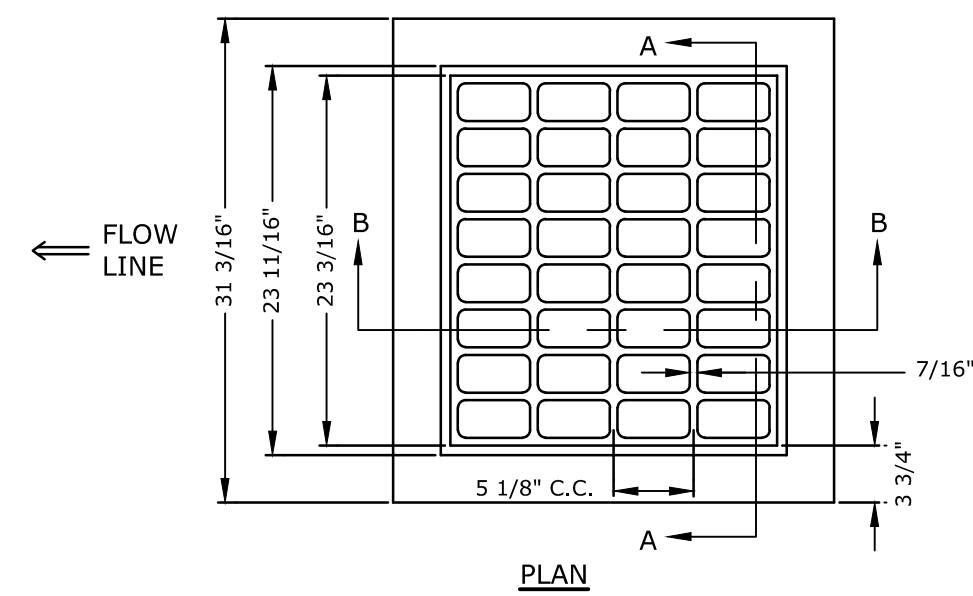 A
B
B
FLOW
LINE
31 3/16"
23 11/16"
23 3/16"
7/16"
3 3/4"
5 1/8" C.C.
A
PLAN